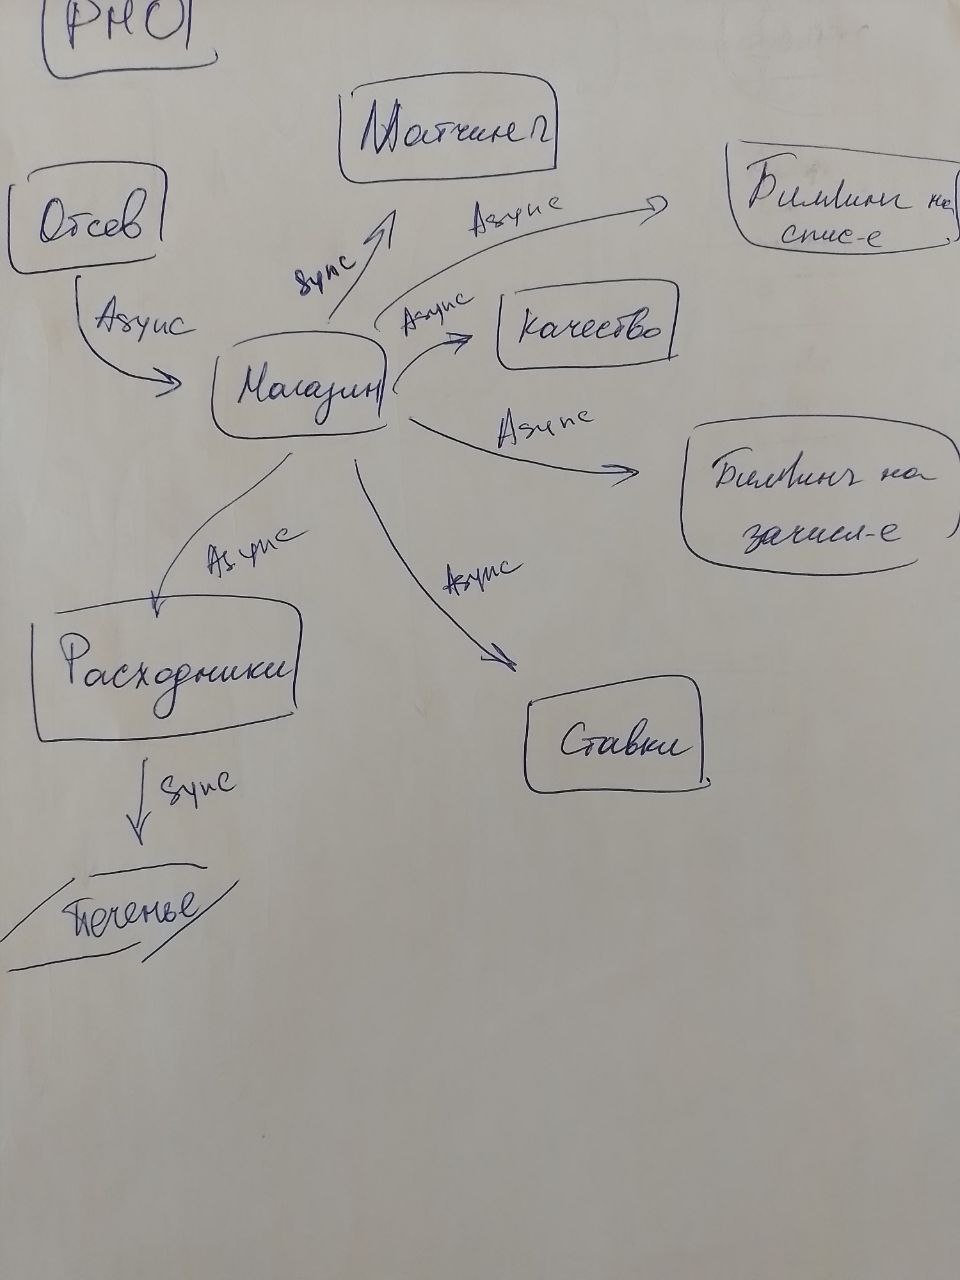 РНО
Матчинг
Биллинг на
спис-е
Отсев
Async
Sync
Async
Async
Качество
Магазин
Async
Биллинг на
зачисл-е
Async
Async
Расходники
Ставки
Sync
Печенье